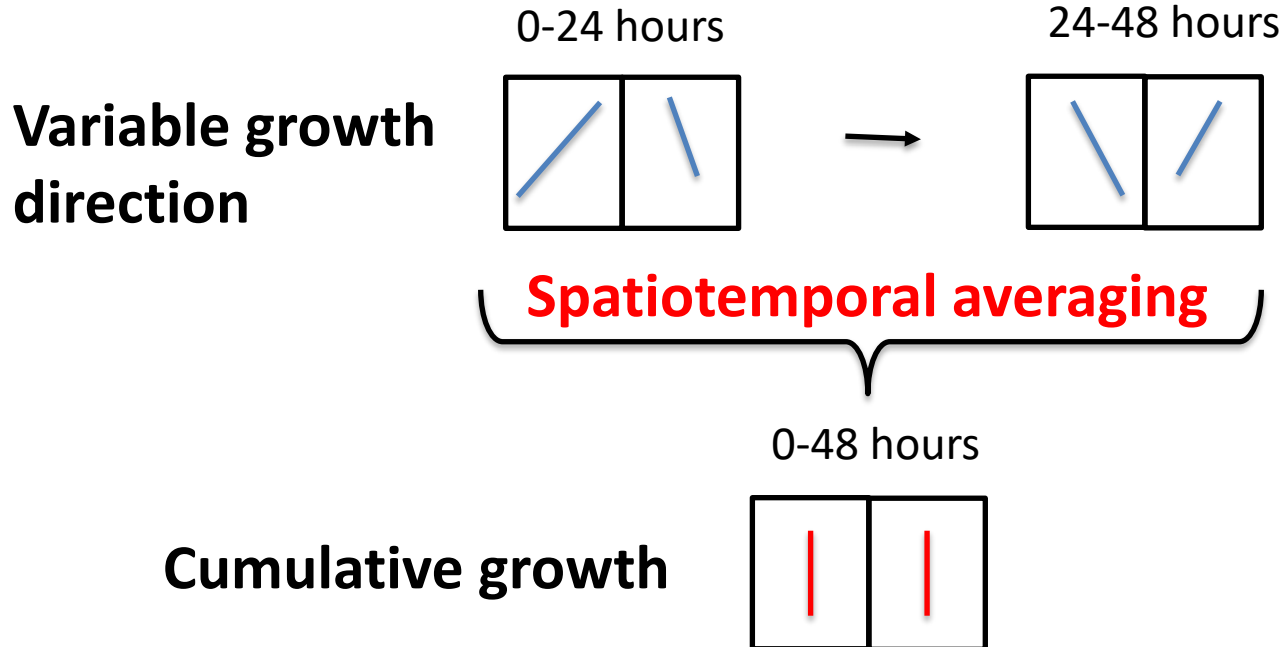 0-24 hours
24-48 hours
Variable growth
direction
Spatiotemporal averaging
0-48 hours
Cumulative growth